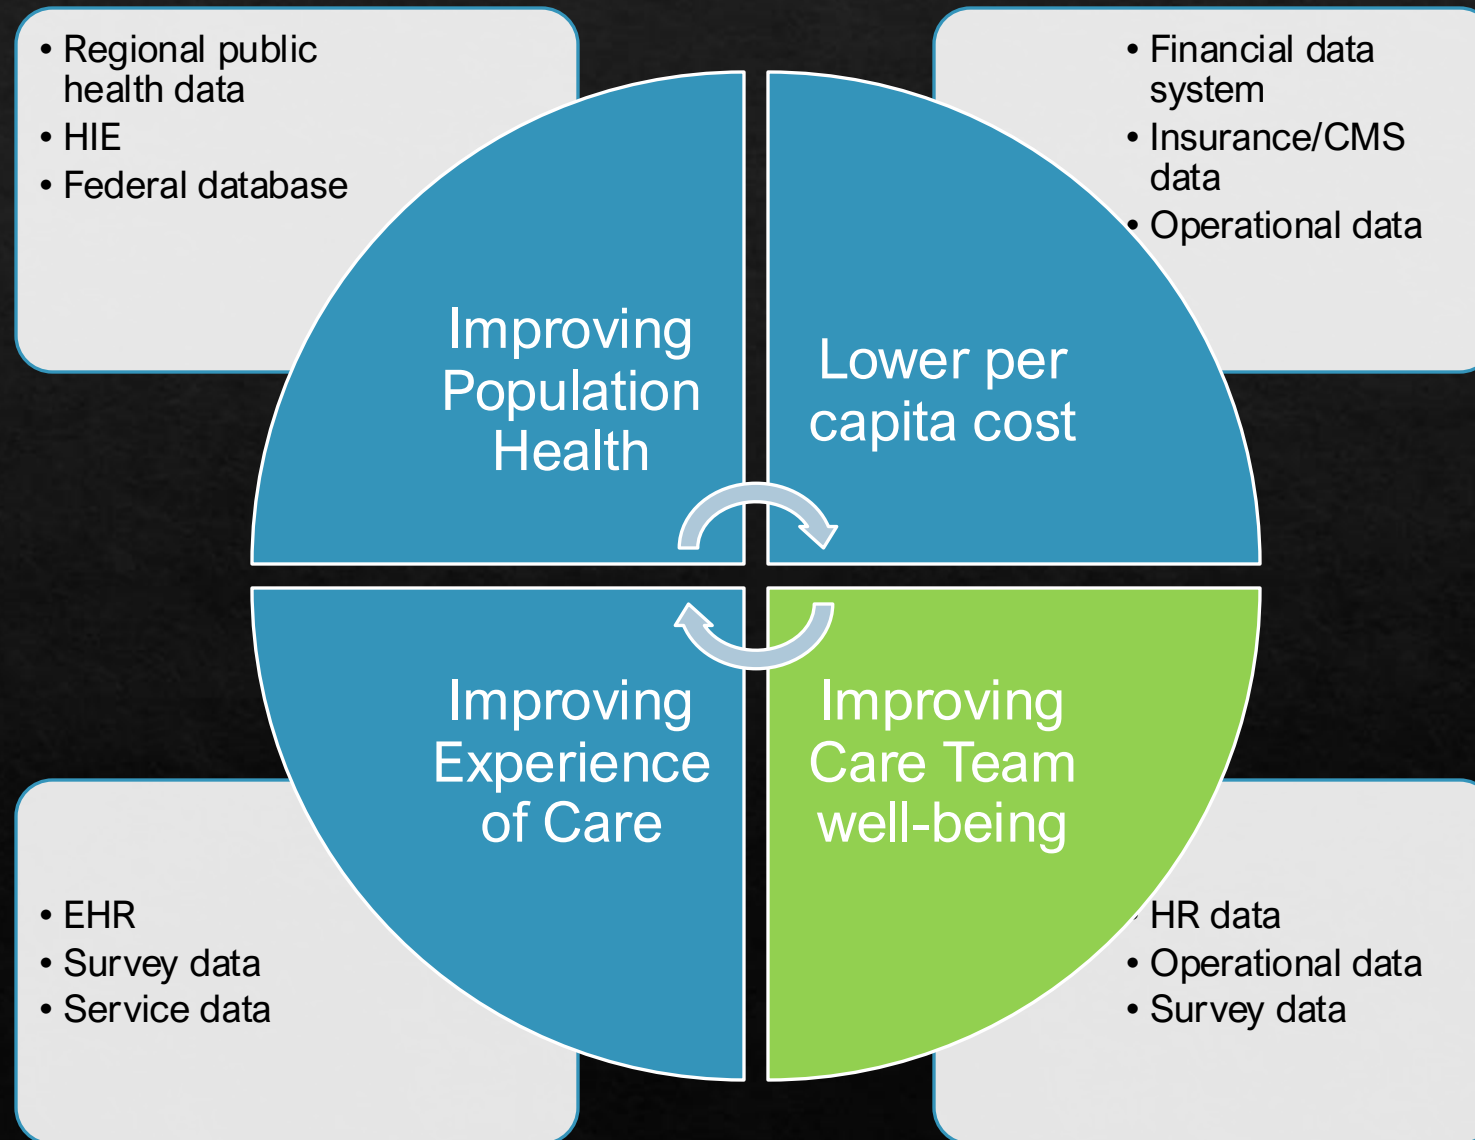 • Regional public
health data
• HIE
• Federal database
• Financial data
system
• Insurance/CMS
data
• Operational data
Improving
Population
Health
Lower per
capita cost
Improving
Experience
of Care
Improving
Care Team
well-being
• EHR
• Survey data
• Service data
• HR data
• Operational data
• Survey data